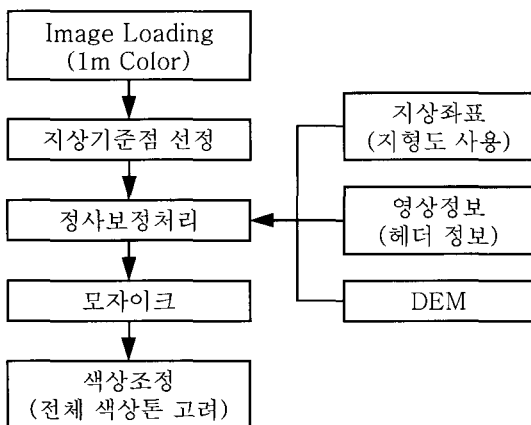 Image Loading
(1m Color)
지상기준점 선정
정사보정처리
모자이크
색상조정
(전체 색상톤 고려)
지상좌표
(지형도 사용)
영상정보
(헤더 정보)
DEM